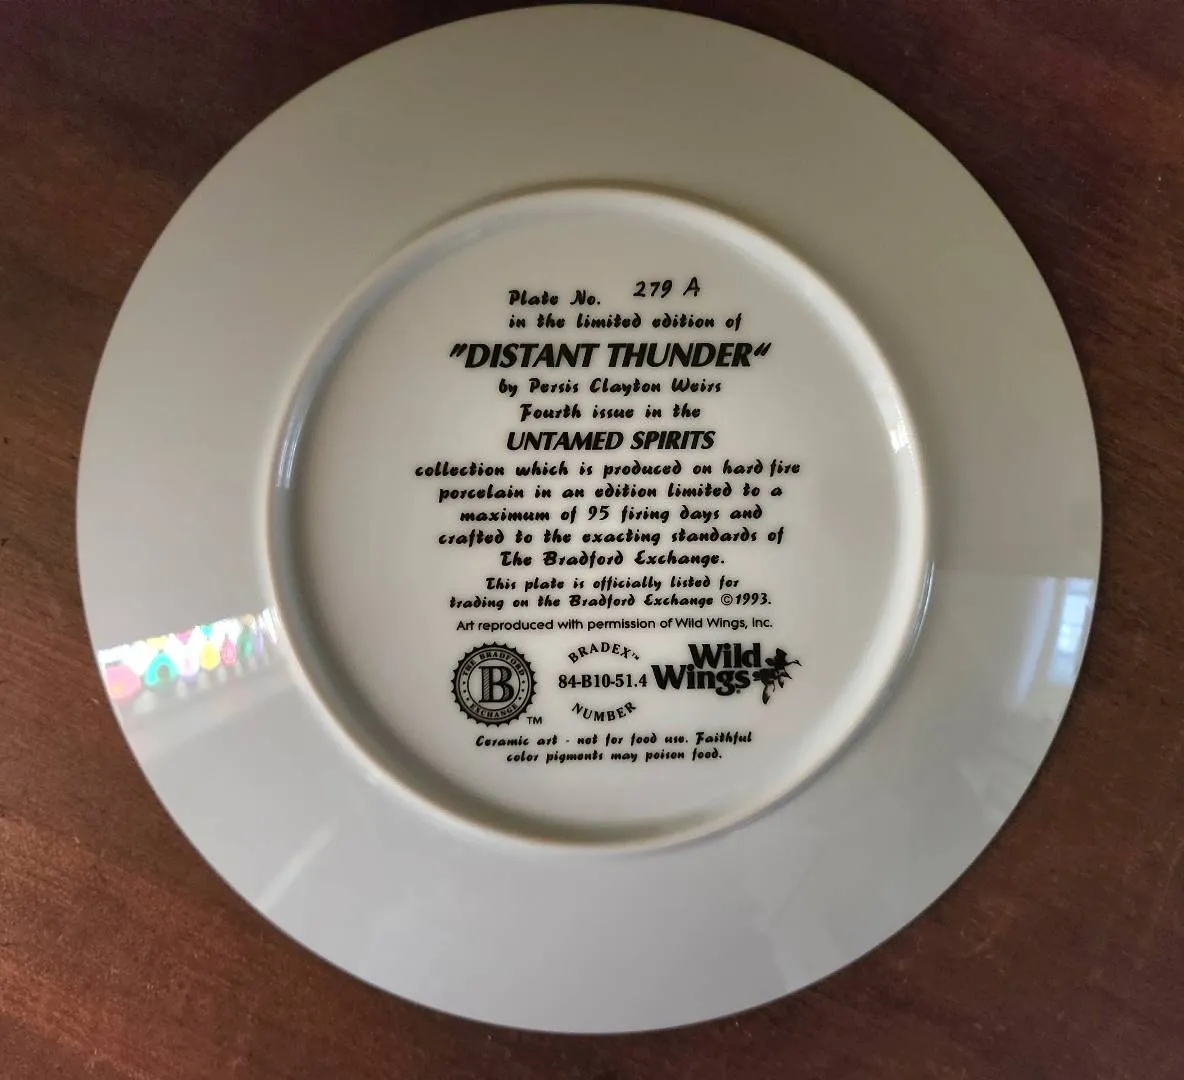 Plate No. 279 A
in the limited edition of
"DISTANT THUNDER"
by Persis Clayton Weirs
Fourth issue in the
UNTAMED SPIRITS
collection which is produced on hard fire
porcelain in an edition limited to a
maximum of 95 firing days and
crafted to the exacting standards of
The Bradford Exchange.
This plate is officially listed for
trading on the Bradford Exchange ©1993.
Art reproduced with permission of Wild Wings, Inc.
THE BRADFORD
B
EXCHANGE
TM
BRADEX™
84-B10-51.4
NUMBER
Wild
Wings
Ceramic art - not for food use. Faithful
color pigments may poison food.